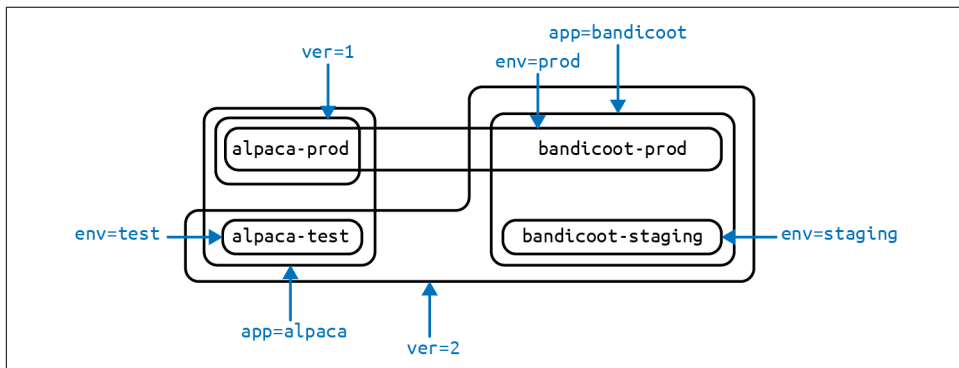 app=bandicoot
ver=1
env=prod
alpaca-prod
bandicoot-prod
env=test
alpaca-test
bandicoot-staging
env=staging
app=alpaca
ver=2